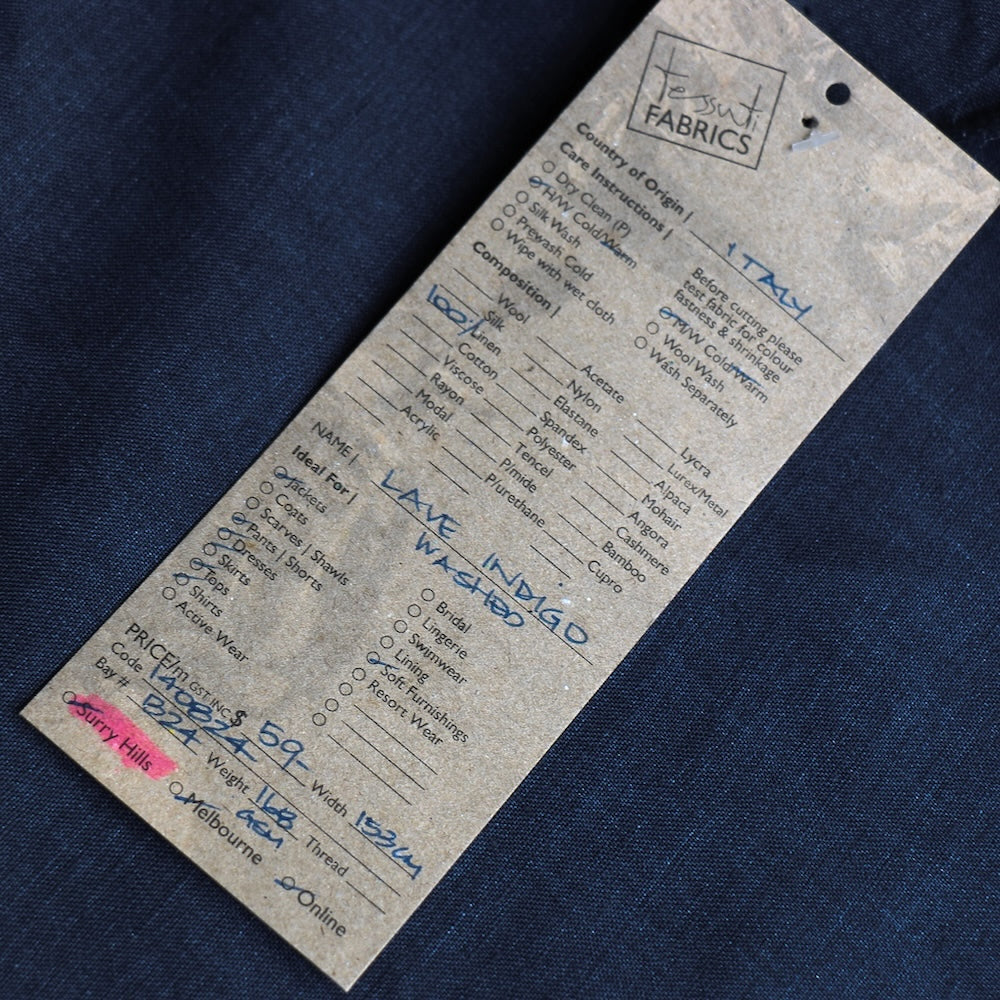 tessuti
FABRICS
Country of Origin | ITALY
Care Instructions |
Dry Clean (P)
H/W Cold/Warm
Silk Wash
Prewash Cold
Wipe with wet cloth
Before cutting please
test fabric for colour
fastness & shrinkage
M/W Cold/Warm
Wool Wash
Wash Separately
Composition |
Wool
Silk
100% Linen
Cotton
Viscose
Rayon
Modal
Acrylic
Acetate
Nylon
Elastane
Spandex
Polyester
Tencel
P/mide
P/urethane
Lycra
Lurex/Metal
Alpaca
Mohair
Angora
Cashmere
Bamboo
Cupro
NAME | LAVE INDIGO
WASHED
Ideal For |
Jackets
Coats
Scarves | Shawls
Pants | Shorts
Dresses
Skirts
Tops
Shirts
Active Wear
Bridal
Lingerie
Swimwear
Lining
Soft Furnishings
Resort Wear
PRICE/m GST INC $ 59-
Code 140824 Width 153cm
Bay # B24 Weight 168 GSM Thread
Surry Hills
Melbourne
Online